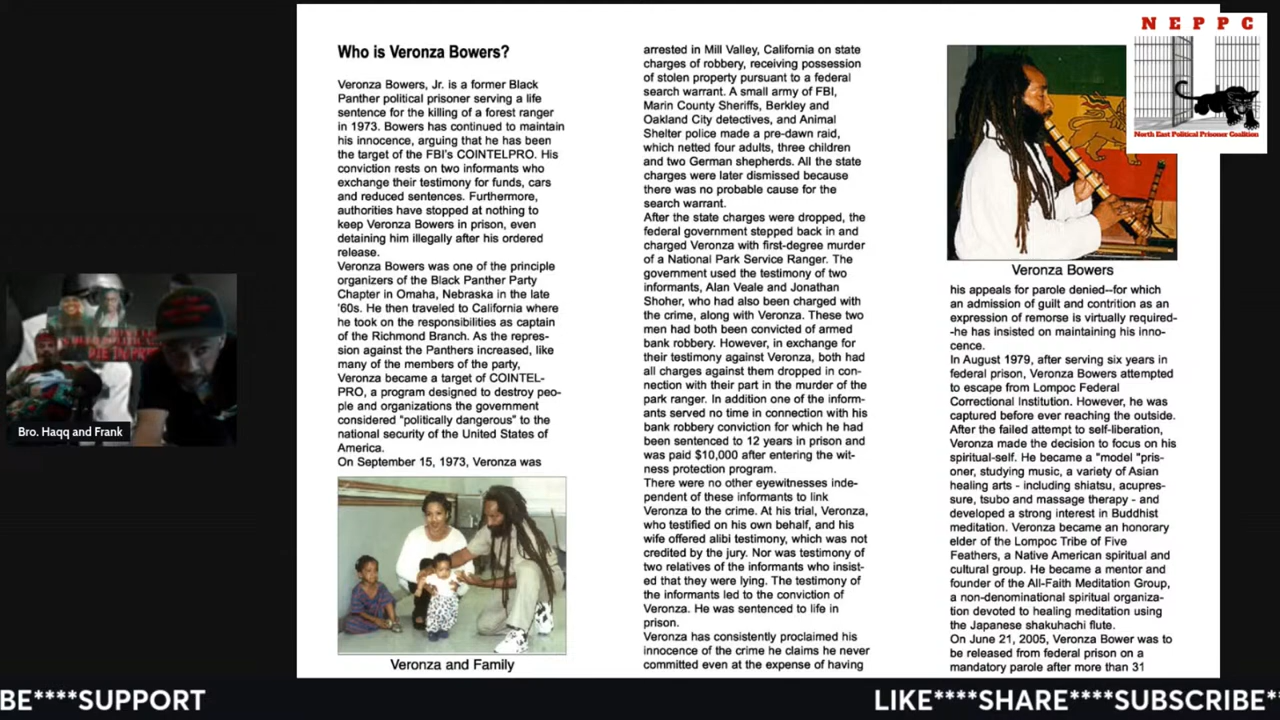 Who is Veronza Bowers?
Veronza Bowers, Jr. is a former Black
Panther political prisoner serving a life
sentence for the killing of a forest ranger
in 1973. Bowers has continued to maintain
his innocence, arguing that he has been
the target of the FBI's COINTELPRO. His
conviction rests on two informants who
exchange their testimony for funds, cars
and reduced sentences. Furthermore,
authorities have stopped at nothing to
keep Veronza Bowers in prison, even
detaining him illegally after his ordered
release.
Veronza Bowers was one of the principle
organizers of the Black Panther Party
Chapter in Omaha, Nebraska in the late
'60s. He then traveled to California where
he took on the responsibilities as captain
of the Richmond Branch. As the repres-
sion against the Panthers increased, like
many of the members of the party,
Veronza became a target of COINTEL-
PRO, a program designed to destroy peo-
ple and organizations the government
considered "politically dangerous" to the
national security of the United States of
America.
On September 15, 1973, Veronza was
Veronza and Family
arrested in Mill Valley, California on state
charges of robbery, receiving possession
of stolen property pursuant to a federal
search warrant. A small army of FBI,
Marin County Sheriffs, Berkley and
Oakland City detectives, and Animal
Shelter police made a pre-dawn raid,
which netted four adults, three children
and two German shepherds. All the state
charges were later dismissed because
there was no probable cause for the
search warrant.
After the state charges were dropped, the
federal government stepped back in and
charged Veronza with first-degree murder
of a National Park Service Ranger. The
government used the testimony of two
informants, Alan Veale and Jonathan
Shoher, who had also been charged with
the crime, along with Veronza. These two
men had both been convicted of armed
bank robbery. However, in exchange for
their testimony against Veronza, both had
all charges against them dropped in con-
nection with their part in the murder of the
park ranger. In addition one of the inform-
ants served no time in connection with his
bank robbery conviction for which he had
been sentenced to 12 years in prison and
was paid $10,000 after entering the wit-
ness protection program.
There were no other eyewitnesses inde-
pendent of these informants to link
Veronza to the crime. At his trial, Veronza,
who testified on his own behalf, and his
wife offered alibi testimony, which was not
credited by the jury. Nor was testimony of
two relatives of the informants who insist-
ed that they were lying. The testimony of
the informants led to the conviction of
Veronza. He was sentenced to life in
prison.
Veronza has consistently proclaimed his
innocence of the crime he claims he never
committed even at the expense of having
Veronza Bowers
his appeals for parole denied--for which
an admission of guilt and contrition as an
expression of remorse is virtually required-
-he has insisted on maintaining his inno-
cence.
In August 1979, after serving six years in
federal prison, Veronza Bowers attempted
to escape from Lompoc Federal
Correctional Institution. However, he was
captured before ever reaching the outside.
After the failed attempt to self-liberation,
Veronza made the decision to focus on his
spiritual-self. He became a "model "pris-
oner, studying music, a variety of Asian
healing arts - including shiatsu, acupres-
sure, tsubo and massage therapy - and
developed a strong interest in Buddhist
meditation. Veronza became an honorary
elder of the Lompoc Tribe of Five
Feathers, a Native American spiritual and
cultural group. He became a mentor and
founder of the All-Faith Meditation Group,
a non-denominational spiritual organiza-
tion devoted to healing meditation using
the Japanese shakuhachi flute.
On June 21, 2005, Veronza Bower was to
be released from federal prison on a
mandatory parole after more than 31
NEPPC
North East Political Prisoner Coalition
Bro. Haqq and Frank
BE****SUPPORT
LIKE****SHARE****SUBSCRIBE*